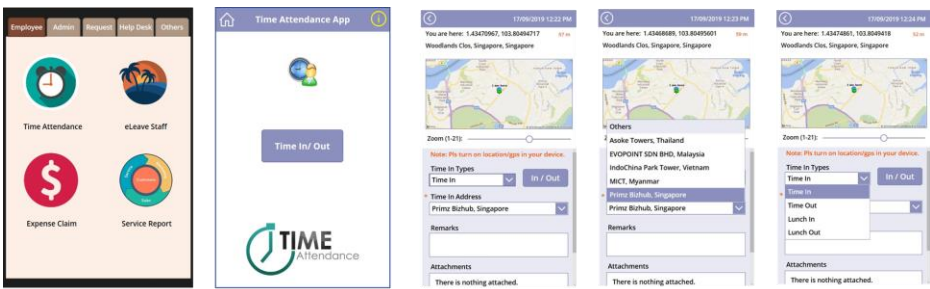 Employee Admin Request Help Desk Others
Time Attendance
eLeave Staff
Expense Claim
Service Report
Time Attendance App
Time In/ Out
TIME
Attendance
17/09/2019 12:22 PM
You are here: 1.43470967, 103.80494717 57 m
Woodlands Clos, Singapore, Singapore
Zoom (1-21):
Note: Pls turn on location/gps in your device.
Time In Types
Time In
In / Out
* Time In Address
Primz Bizhub, Singapore
Remarks
Attachments
There is nothing attached.
17/09/2019 12:23 PM
You are here: 1.43468689, 103.80495601 59 m
Woodlands Clos, Singapore, Singapore
Others
Asoke Towers, Thailand
EVOPOINT SDN BHD, Malaysia
IndoChina Park Tower, Vietnam
MICT, Myanmar
Primz Bizhub, Singapore
Primz Bizhub, Singapore
Remarks
Attachments
There is nothing attached.
17/09/2019 12:24 PM
You are here: 1.43474861, 103.8049418 52 m
Woodlands Clos, Singapore, Singapore
Zoom (1-21):
Note: Pls turn on location/gps in your device.
Time In Types
Time In
In / Out
Time In
Time Out
Lunch In
Lunch Out
Attachments
There is nothing attached.